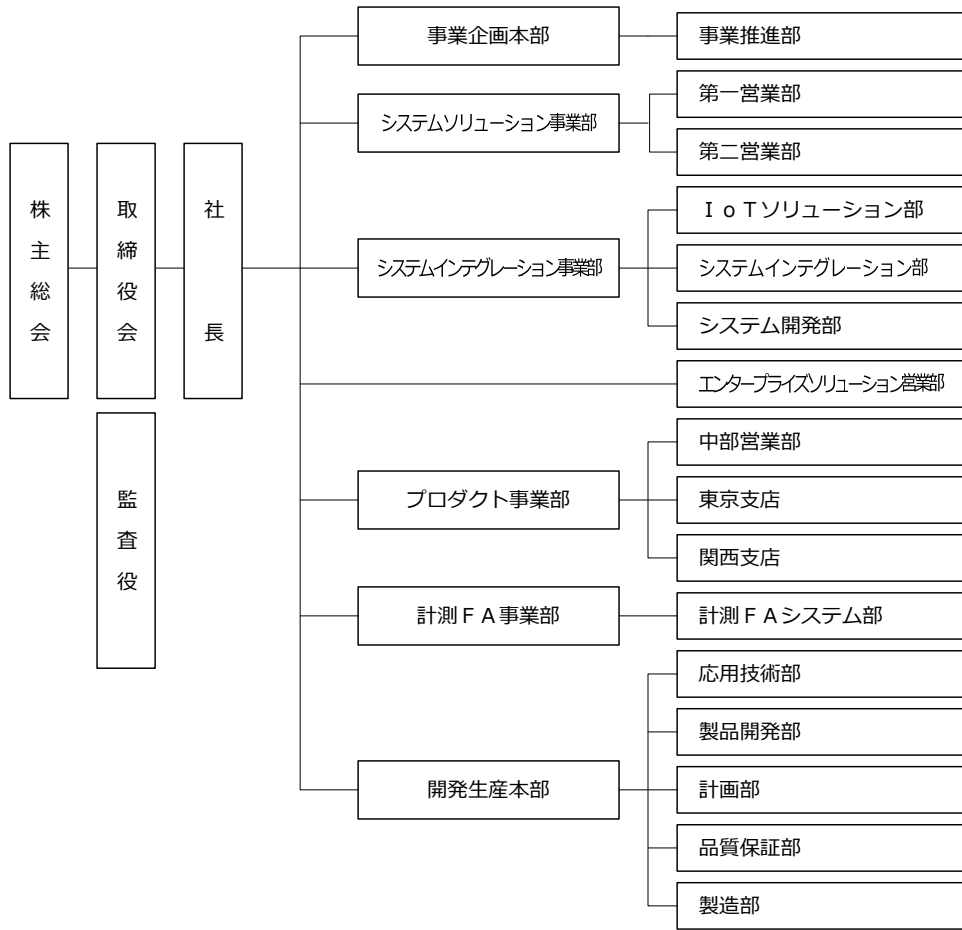 株主総会
取締役会
監査役
社長
事業企画本部
事業推進部
システムソリューション事業部
第一営業部
第二営業部
システムインテグレーション事業部
ＩｏＴソリューション部
システムインテグレーション部
システム開発部
エンタープライズソリューション営業部
プロダクト事業部
中部営業部
東京支店
関西支店
計測ＦＡ事業部
計測ＦＡシステム部
開発生産本部
応用技術部
製品開発部
計画部
品質保証部
製造部